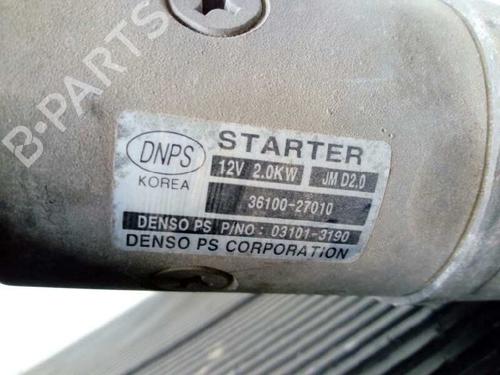 B-PARTS
DNPS
KOREA
STARTER
12V 2.0KW JM D2.0
36100-27010
DENSO PS P/NO : 03101-3190
DENSO PS CORPORATION